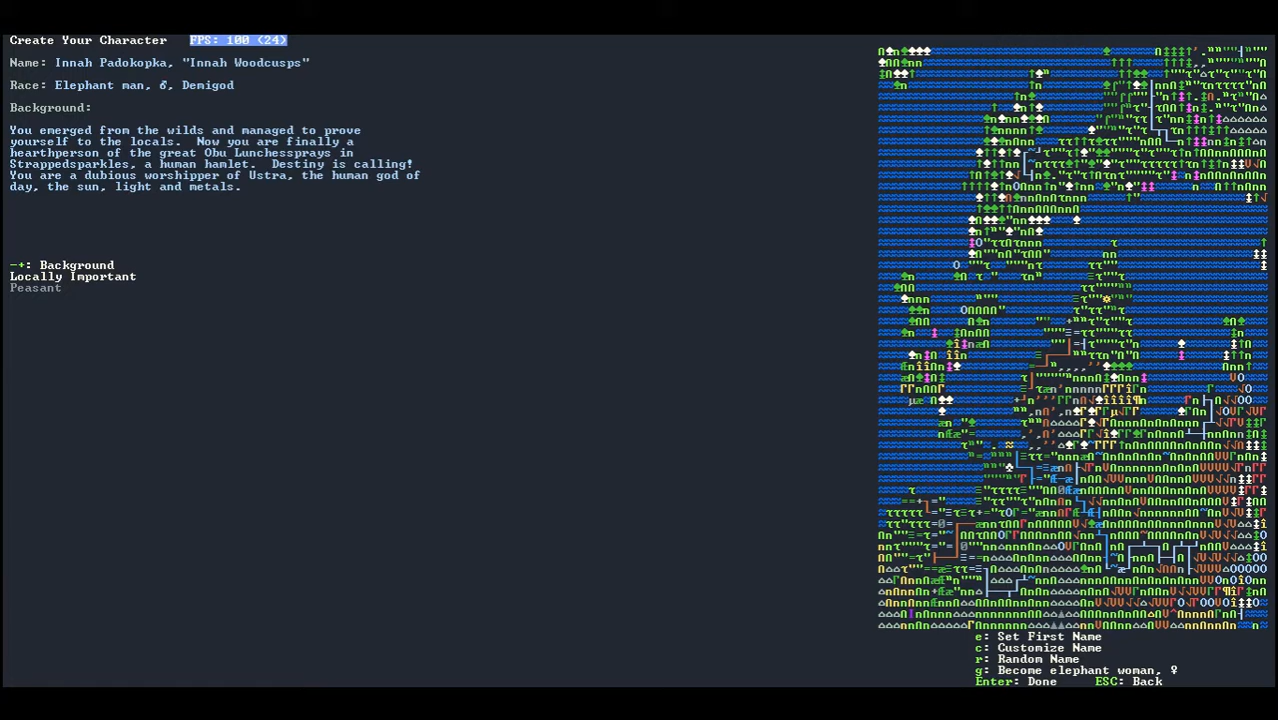 Create Your Character FPS: 100 (24)
Name: Innah Padokopka, "Innah Woodcusps"
Race: Elephant man, ♂, Demigod
Background:
You emerged from the wilds and managed to prove
yourself to the locals.  Now you are finally a
hearthperson of the great Obu Lunchessprays in
Strappedsparkles, a human hamlet.  Destiny is calling!
You are a dubious worshipper of Ustra, the human god of
day, the sun, light and metals.
-+: Background
Locally Important
Peasant
e: Set First Name
c: Customize Name
r: Random Name
g: Become elephant woman, ♀
Enter: Done ESC: Back